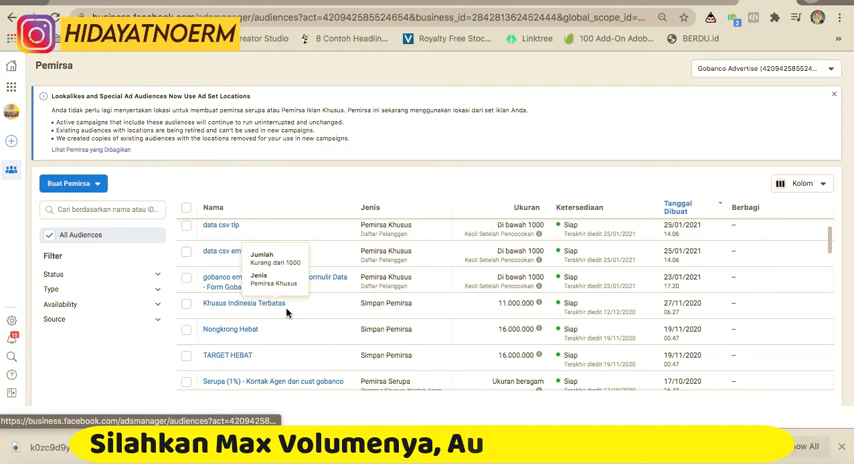 business.facebook.com/adsmanager/audiences?act=420942585524654&business_id=284281362452444&global_scope_id=...
HIDAYATNOERM
Creator Studio
8 Contoh Headlin...
Royalty Free Stoc...
Linktree
100 Add-On Adob...
BERDU.id
Pemirsa
Gobanco Advertise (42094258552...
Lookalikes and Special Ad Audiences Now Use Ad Set Locations
Anda tidak perlu lagi menyertakan lokasi untuk membuat pemirsa serupa atau Pemirsa Iklan Khusus. Pemirsa ini sekarang menggunakan lokasi dari set iklan Anda.
• Active campaigns that include these audiences will continue to run uninterrupted and unchanged.
• Existing audiences with locations are being retired and can't be used in new campaigns.
• We created copies of existing audiences with the locations removed for your use in new campaigns.
Lihat Pemirsa yang Dibagikan
Buat Pemirsa
Kolom
Cari berdasarkan nama atau ID...
All Audiences
Filter
Status
Type
Availability
Source
Nama Jenis Ukuran Ketersediaan Tanggal Dibuat Berbagi
data csv tlp Pemirsa Khusus Di bawah 1000 Siap 25/01/2021 --
Daftar Pelanggan Kecil Setelah Pencocokan Terakhir diedit 25/01/2021 14.06
data csv em Pemirsa Khusus Di bawah 1000 Siap 25/01/2021 --
Daftar Pelanggan Kecil Setelah Pencocokan Terakhir diedit 25/01/2021 14.06
Jumlah
Kurang dari 1000
Jenis
Pemirsa Khusus
gobanco em ormulir Data Pemirsa Khusus Di bawah 1000 Siap 23/01/2021 --
- Form Goba Daftar Pelanggan Kecil Setelah Pencocokan Terakhir diedit 23/01/2021 17.20
Khusus Indinesia Terbatas Simpan Pemirsa 11.000.000 Siap 27/11/2020 --
Terakhir diedit 12/12/2020 06.27
Nongkrong Hebat Simpan Pemirsa 16.000.000 Siap 19/11/2020 --
Terakhir diedit 19/11/2020 00.47
TARGET HEBAT Simpan Pemirsa 16.000.000 Siap 19/11/2020 --
Terakhir diedit 19/11/2020 00.47
Serupa (1%) - Kontak Agen dan cust gobanco Pemirsa Serupa Ukuran beragam Siap 17/10/2020 --
15
https://business.facebook.com/adsmanager/audiences?act=42094258...
k0zc9d9y
how All
Silahkan Max Volumenya, Au